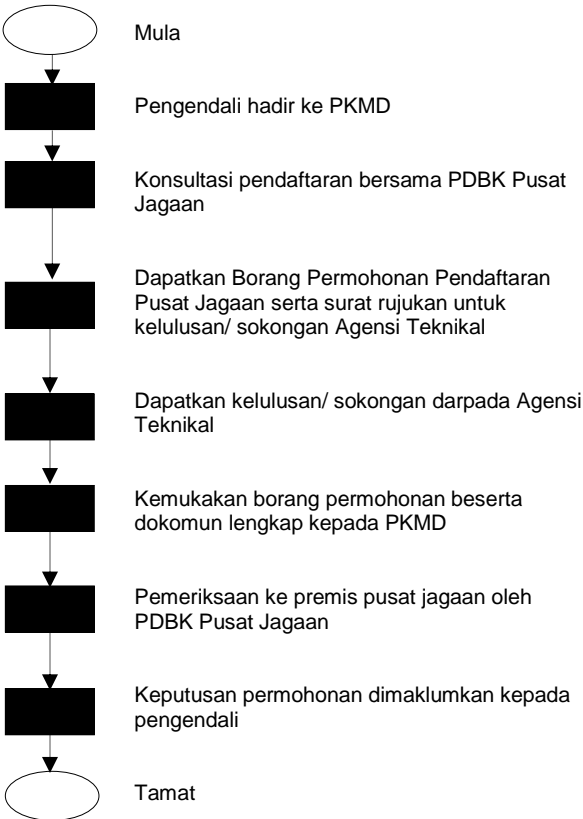 Mula
Pengendali hadir ke PKMD
Konsultasi pendaftaran bersama PDBK Pusat
Jagaan
Dapatkan Borang Permohonan Pendaftaran
Pusat Jagaan serta surat rujukan untuk
kelulusan/ sokongan Agensi Teknikal
Dapatkan kelulusan/ sokongan darpada Agensi
Teknikal
Kemukakan borang permohonan beserta
dokomun lengkap kepada PKMD
Pemeriksaan ke premis pusat jagaan oleh
PDBK Pusat Jagaan
Keputusan permohonan dimaklumkan kepada
pengendali
Tamat